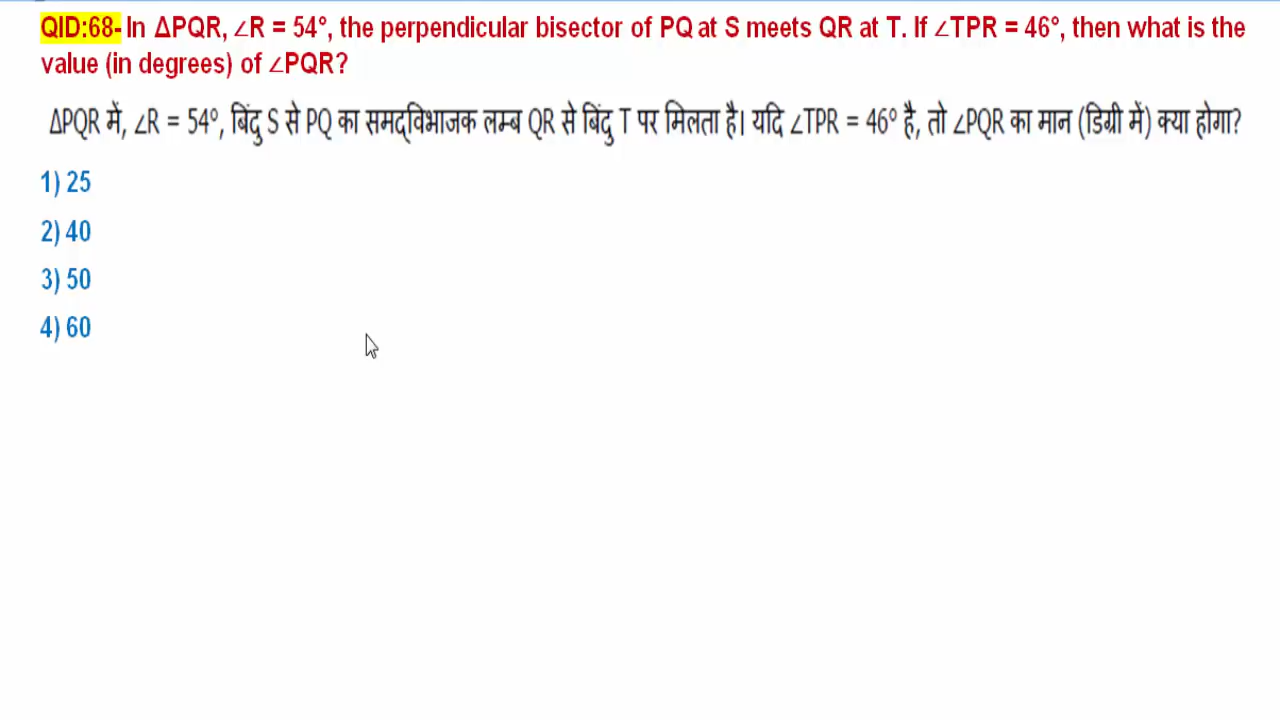 QID:68- In ΔPQR, ∠R = 54°, the perpendicular bisector of PQ at S meets QR at T. If ∠TPR = 46°, then what is the
value (in degrees) of ∠PQR?
ΔPQR में, ∠R = 54°, बिंदु S से PQ का समद्विभाजक लम्ब QR से बिंदु T पर मिलता है। यदि ∠TPR = 46° है, तो ∠PQR का मान (डिग्री में) क्या होगा?
1) 25
2) 40
3) 50
4) 60